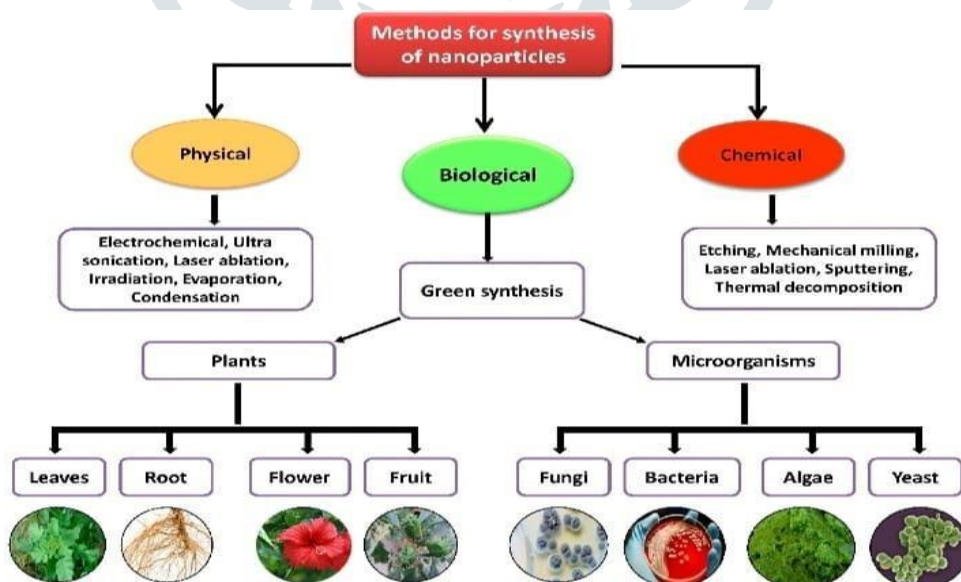 Methods for synthesis
of nanoparticles
Physical
Biological
Chemical
Electrochemical, Ultra
sonication, Laser ablation,
Irradiation, Evaporation,
Condensation
Green synthesis
Etching, Mechanical milling,
Laser ablation, Sputtering,
Thermal decomposition
Plants
Microorganisms
Leaves
Root
Flower
Fruit
Fungi
Bacteria
Algae
Yeast